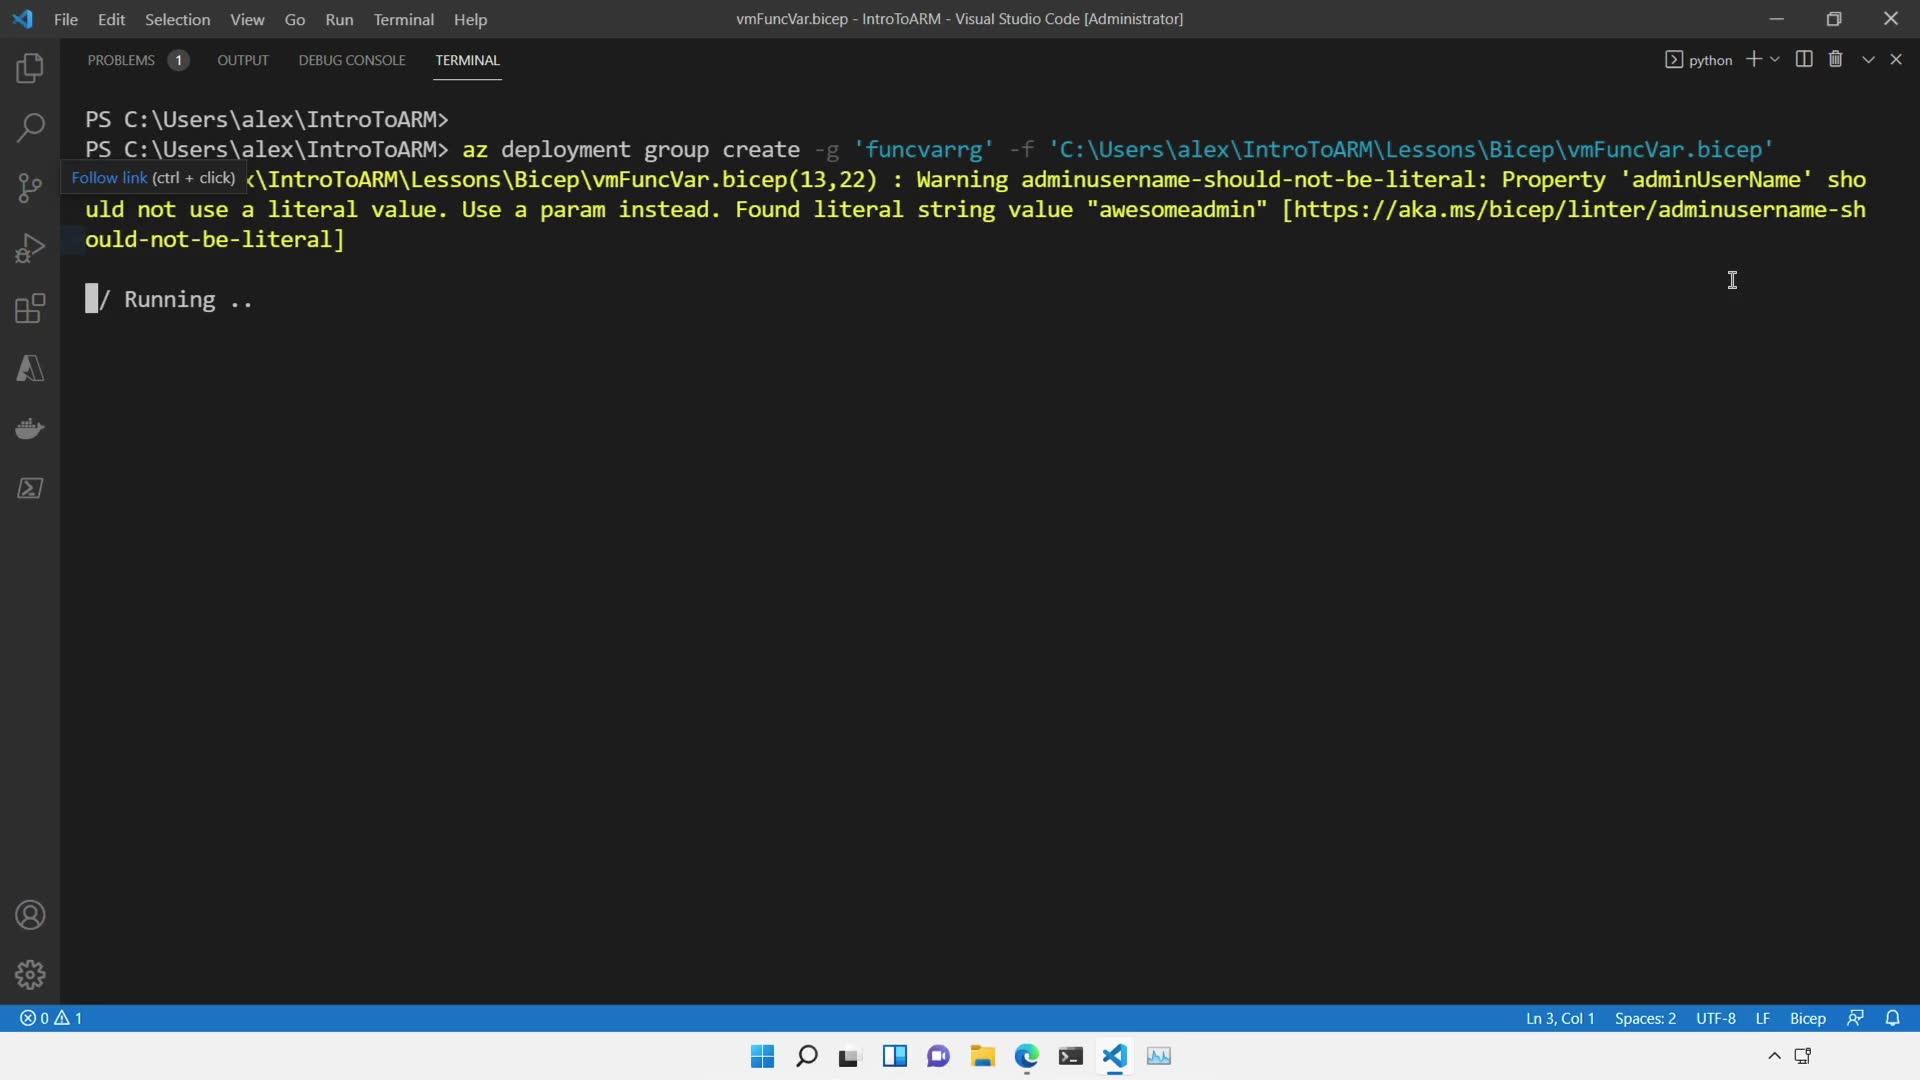 File Edit Selection View Go Run Terminal Help
vmFuncVar.bicep - IntroToARM - Visual Studio Code [Administrator]
PROBLEMS 1 OUTPUT DEBUG CONSOLE TERMINAL
python
PS C:\Users\alex\IntroToARM>
PS C:\Users\alex\IntroToARM> az deployment group create -g 'funcvarrg' -f 'C:\Users\alex\IntroToARM\Lessons\Bicep\vmFuncVar.bicep'
Follow link (ctrl + click)
x\IntroToARM\Lessons\Bicep\vmFuncVar.bicep(13,22) : Warning adminusername-should-not-be-literal: Property 'adminUserName' sho
uld not use a literal value. Use a param instead. Found literal string value "awesomeadmin" [https://aka.ms/bicep/linter/adminusername-sh
ould-not-be-literal]
/ Running ..
0 1
Ln 3, Col 1 Spaces: 2 UTF-8 LF Bicep